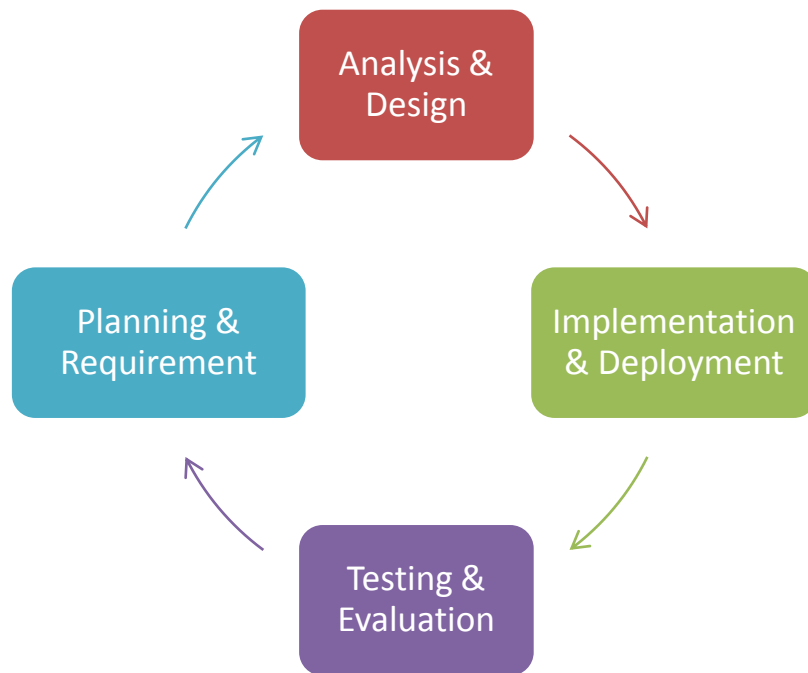 Analysis &
Design
Planning &
Requirement
Implementation
& Deployment
Testing &
Evaluation